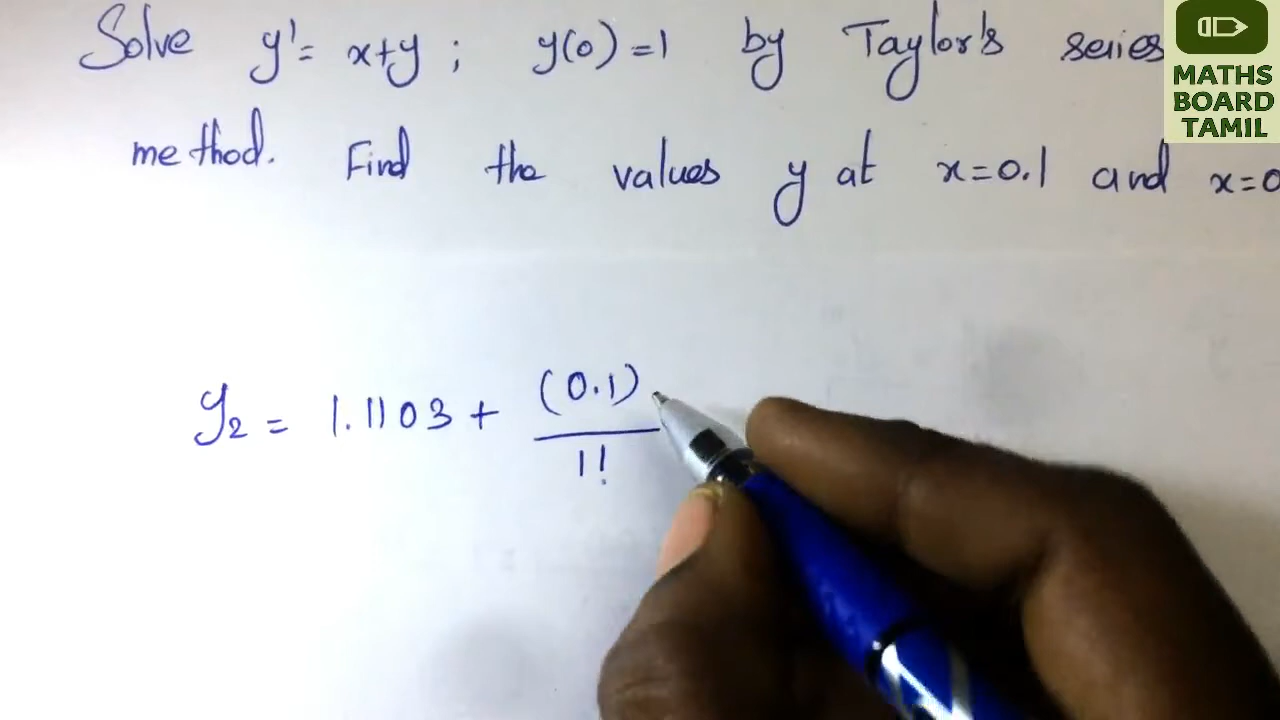 Solve y' = x+y ; y(0) = 1 by Taylor's series
method. Find the values y at x=0.1 and x=0
y₂ = 1.1103 + (0.1)
1!
MATHS
BOARD
TAMIL